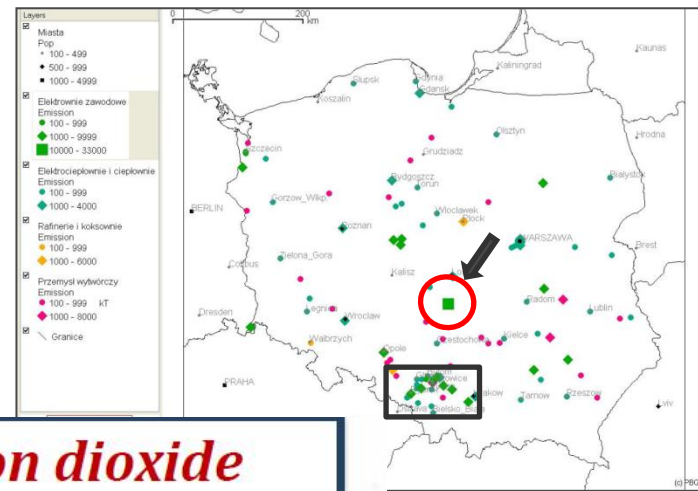 Layers
Miasta
Pop
100 - 499
500 - 999
1000 - 4999
Elektrownie zawodowe
Emission
100 - 999
1000 - 9999
10000 - 33000
Elektrociepłownie i ciepłownie
Emission
100 - 999
1000 - 4000
Rafinerie i koksownie
Emission
100 - 999
1000 - 6000
Przemysł wytwórczy
Emission
100 - 999 kT
1000 - 8000
Granice
0 200
km
Kaunas
Kaliningrad
Slupsk
Gdynia
Gdansk
Koszalin
Olsztyn
Hrodna
Szczecin
Grudziadz
Bialystok
Bydgoszcz
Torun
Gorzow_Wlkp.
Wloclawek
Plock
BERLIN
Poznan
WARSZAWA
Brest
Zielona_Gora
Cottbus
Kalisz
Radom
Lublin
Legnica
Wroclaw
Dresden
Walbrzych
Czestochowa
Kielce
Opole
PRAHA
Krakow
Tarnow
Rzeszow
Lviv
Ostrava
Bielsko_Biala
on dioxide